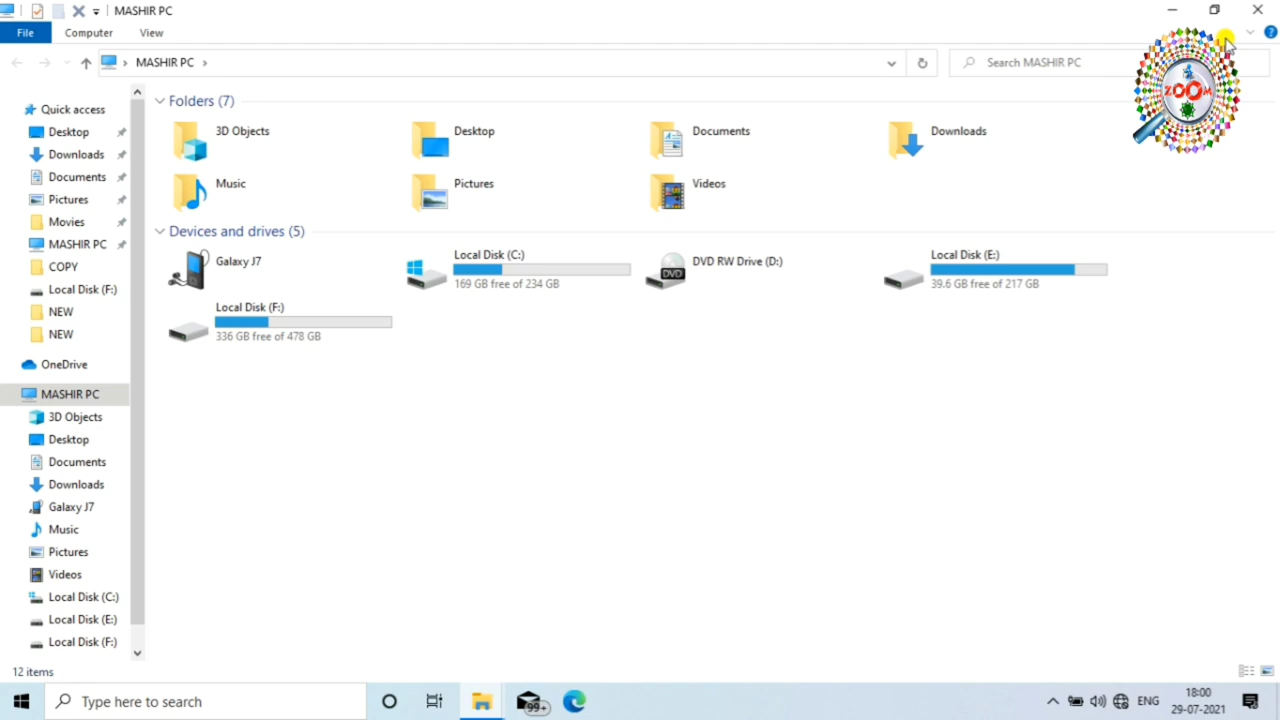 MASHIR PC
File Computer View
MASHIR PC
Search MASHIR PC
ZOOM
Quick access
Desktop
Downloads
Documents
Pictures
Movies
MASHIR PC
COPY
Local Disk (F:)
NEW
NEW
OneDrive
MASHIR PC
3D Objects
Desktop
Documents
Downloads
Galaxy J7
Music
Pictures
Videos
Local Disk (C:)
Local Disk (E:)
Local Disk (F:)
Folders (7)
3D Objects
Desktop
Documents
Downloads
Music
Pictures
Videos
Devices and drives (5)
Galaxy J7
Local Disk (C:)
169 GB free of 234 GB
DVD
DVD RW Drive (D:)
Local Disk (E:)
39.6 GB free of 217 GB
Local Disk (F:)
336 GB free of 478 GB
12 items
Type here to search
99+
ENG
18:00
29-07-2021